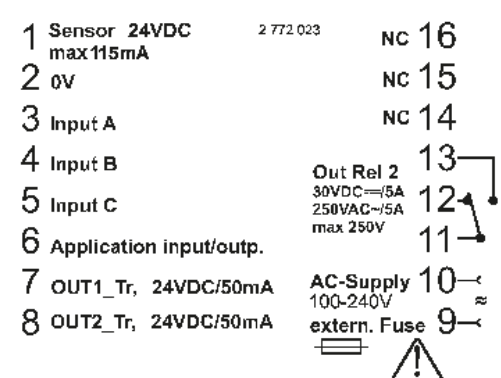 1 Sensor 24VDC
max115mA
2 0V
3 Input A
4 Input B
5 Input C
6 Application input/outp.
7 OUT1_Tr, 24VDC/50mA
8 OUT2_Tr, 24VDC/50mA
2 772 023
NC 16
NC 15
NC 14
13
Out Rel 2
30VDC⎓/5A
12
250VAC~/5A
max 250V
11
AC-Supply 10
100-240V
≈
extern. Fuse 9